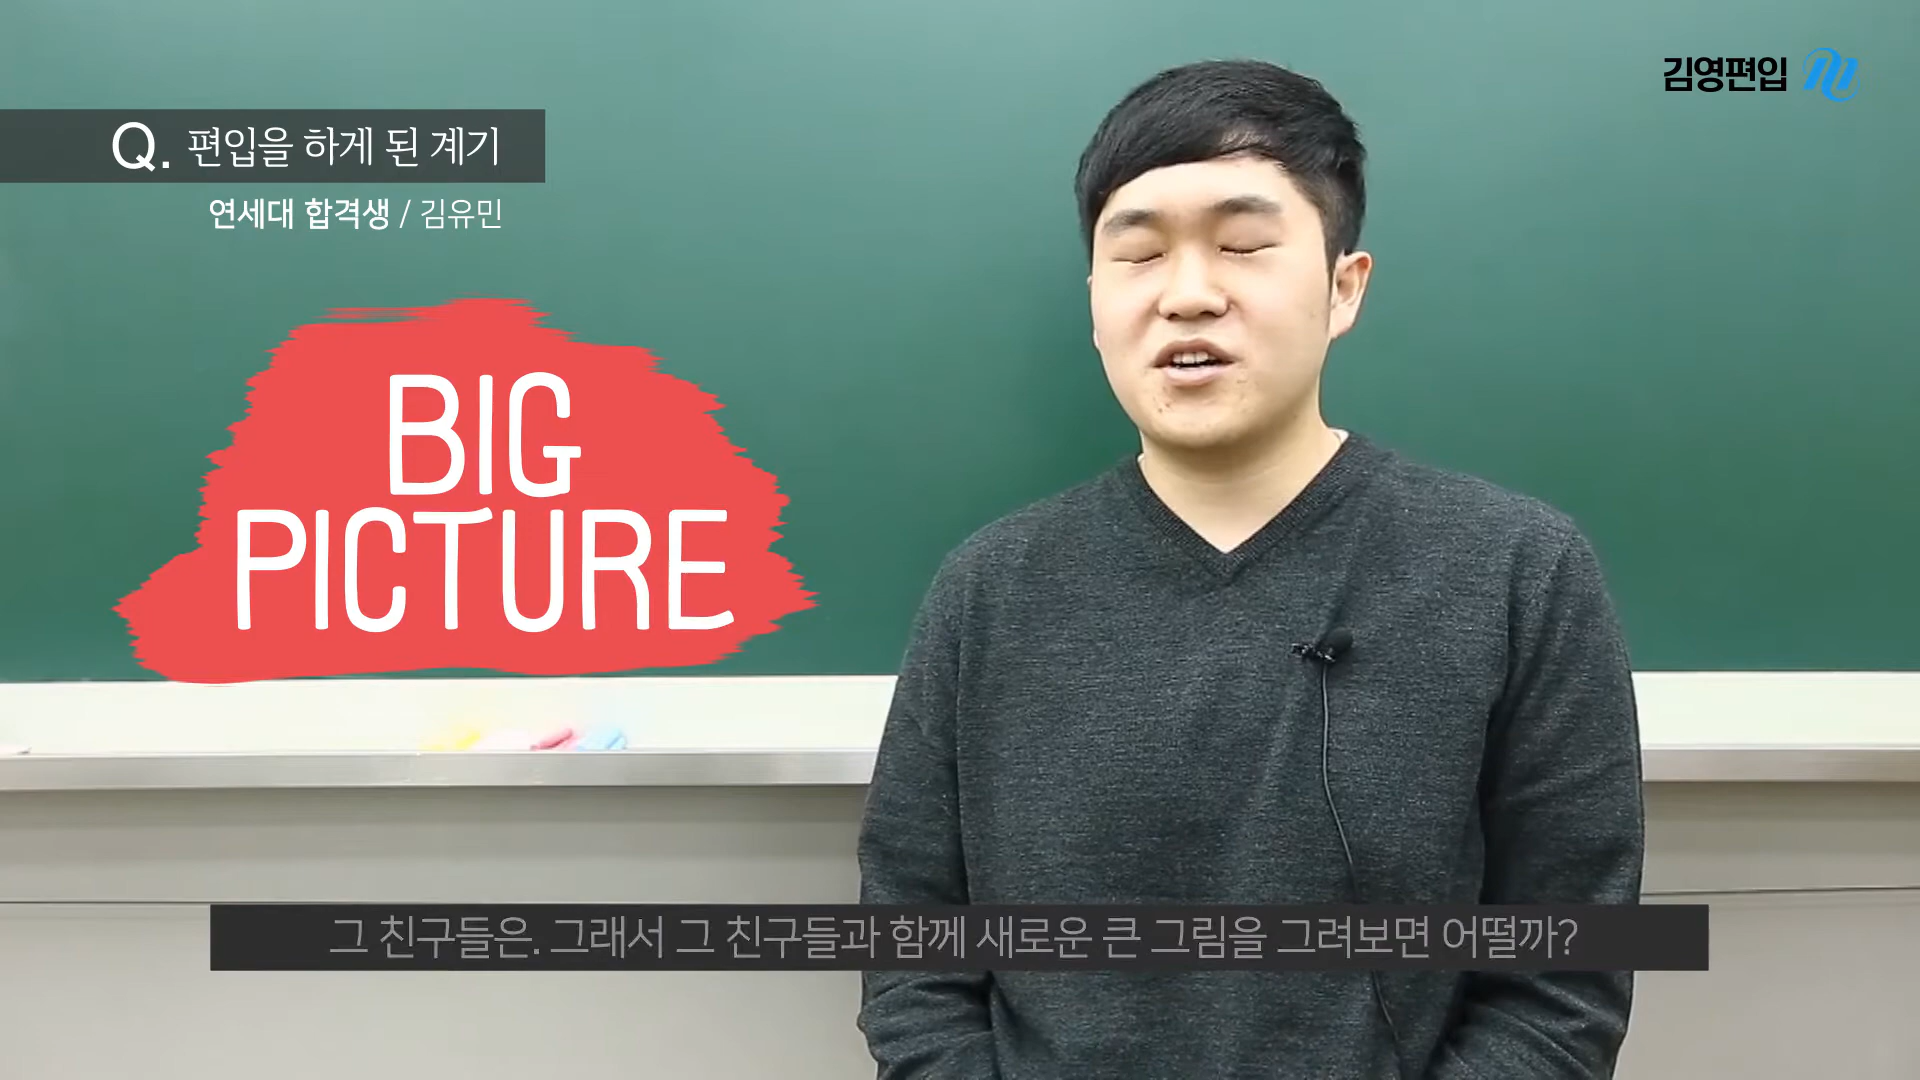 김영편입
Q. 편입을 하게 된 계기
연세대 합격생 / 김유민
BIG
PICTURE
그 친구들은. 그래서 그 친구들과 함께 새로운 큰 그림을 그려보면 어떨까?